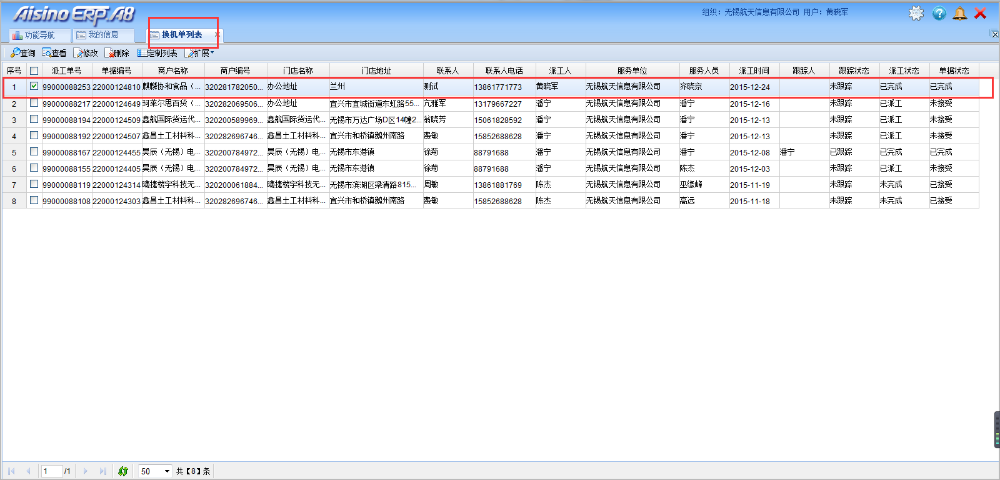 Aisino ERP.A8
组织：无锡航天信息有限公司 用户：黄晓军
功能导航 我的信息 换机单列表
查询 查看 修改 删除 定制列表 扩展
序号 派工单号 单据编号 商户名称 商户编号 门店名称 门店地址 联系人 联系人电话 派工人 服务单位 服务人员 派工时间 跟踪人 跟踪状态 派工状态 单据状态
1 99000088253 22000124810 麒麟协和食品（... 320281782050... 办公地址 兰州 测试 13861771773 黄晓军 无锡航天信息有限公司 齐晓京 2015-12-24 未跟踪 已完成 已完成
2 99000088217 22000124649 珂莱尔思百货（... 320282069506... 办公地址 宜兴市宜城街道东虹路55... 亢雅军 13179667227 潘宁 无锡航天信息有限公司 潘宁 2015-12-16 未跟踪 已派工 未接受
3 99000088194 22000124509 鑫航国际货运代... 320200589969... 鑫航国际货运代... 无锡市万达广场D区14幢2... 翁晓芳 15061828592 潘宁 无锡航天信息有限公司 潘宁 2015-12-13 未跟踪 已派工 未接受
4 99000088192 22000124507 鑫昌土工材料科... 320282696746... 鑫昌土工材料科... 宜兴市和桥镇鹅州南路 费敏 15852688628 潘宁 无锡航天信息有限公司 潘宁 2015-12-13 未跟踪 已派工 未接受
5 99000088167 22000124455 昊辰（无锡）电... 320200784972... 昊辰（无锡）电... 无锡市东港镇 徐菊 88791688 潘宁 无锡航天信息有限公司 潘宁 2015-12-08 潘宁 已跟踪 已完成 已完成
6 99000088155 22000124405 昊辰（无锡）电... 320200784972... 昊辰（无锡）电... 无锡市东港镇 徐菊 88791688 潘宁 无锡航天信息有限公司 陈杰 2015-12-03 未跟踪 已派工 未接受
7 99000088119 22000124314 曦捷楼宇科技无... 320200061884... 曦捷楼宇科技无... 无锡市滨湖区梁清路815... 周敏 13861881769 陈杰 无锡航天信息有限公司 巫缘峰 2015-11-19 未跟踪 未完成 已接受
8 99000088108 22000124303 鑫昌土工材料科... 320282696746... 鑫昌土工材料科... 宜兴市和桥镇鹅州南路 费敏 15852688628 陈杰 无锡航天信息有限公司 高远 2015-11-18 未跟踪 未完成 已接受
1 /1 50 共【8】条